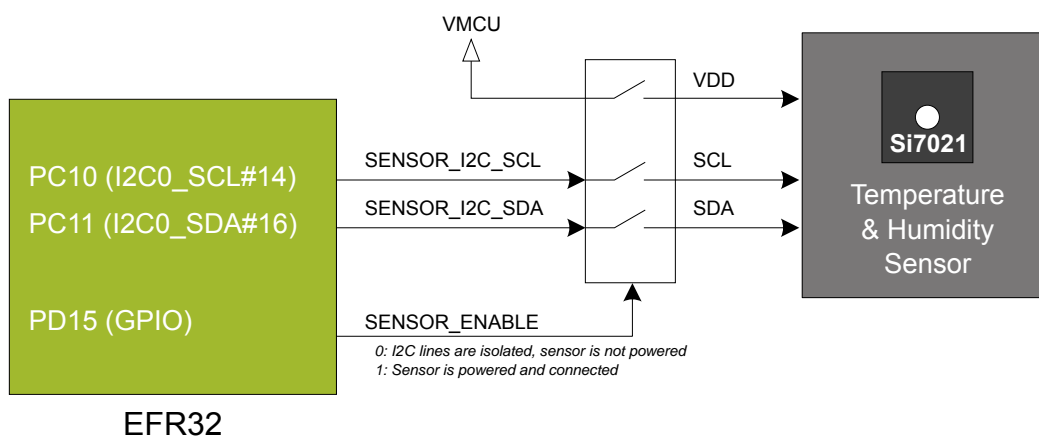 VMCU
VDD
Si7021
PC10 (I2C0_SCL#14)
SENSOR_I2C_SCL
SCL
PC11 (I2C0_SDA#16)
SENSOR_I2C_SDA
SDA
Temperature
& Humidity
Sensor
PD15 (GPIO)
SENSOR_ENABLE
0: I2C lines are isolated, sensor is not powered
1: Sensor is powered and connected
EFR32